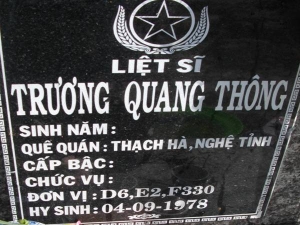 LIỆT SĨ
TRƯƠNG QUANG THÔNG
SINH NĂM :
QUÊ QUÁN : THẠCH HÀ, NGHỆ TĨNH
CẤP BẬC :
CHỨC VỤ :
ĐƠN VỊ : D6,E2,F330
HY SINH : 04-09-1978